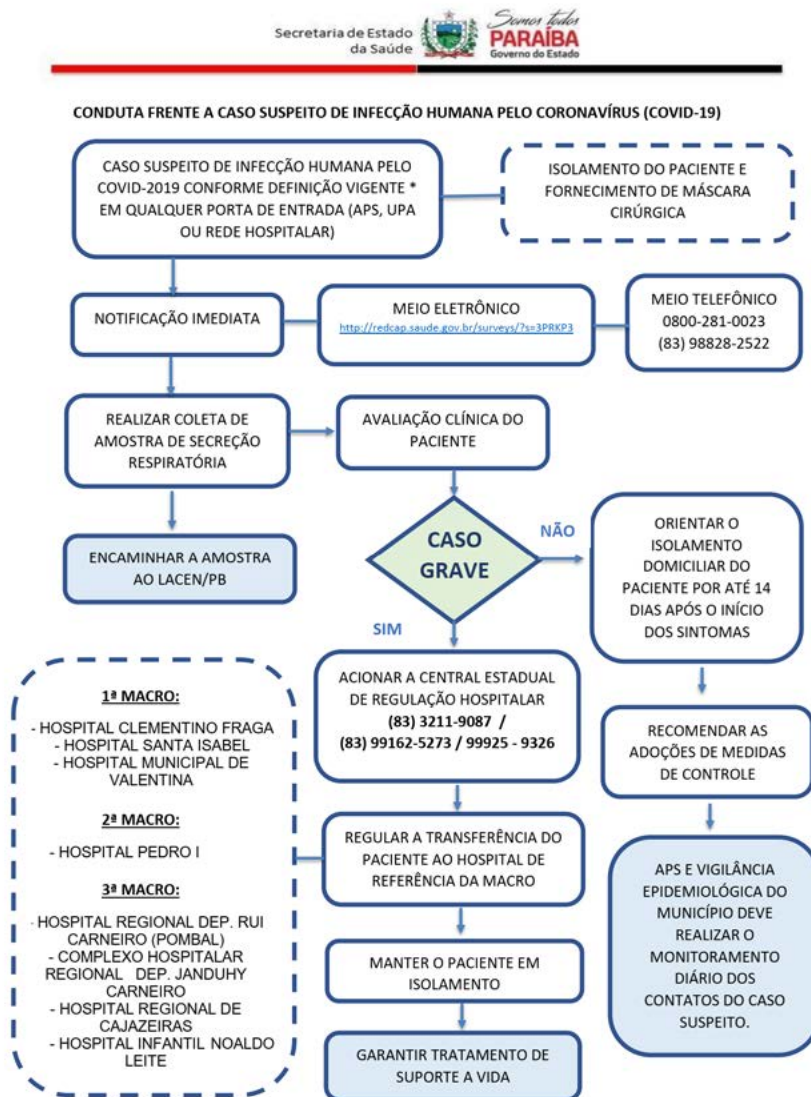 Secretaria de Estado
da Saúde
Somos todos
PARAÍBA
Governo do Estado
CONDUTA FRENTE A CASO SUSPEITO DE INFECÇÃO HUMANA PELO CORONAVÍRUS (COVID-19)
CASO SUSPEITO DE INFECÇÃO HUMANA PELO
COVID-2019 CONFORME DEFINIÇÃO VIGENTE *
EM QUALQUER PORTA DE ENTRADA (APS, UPA
OU REDE HOSPITALAR)
ISOLAMENTO DO PACIENTE E
FORNECIMENTO DE MÁSCARA
CIRÚRGICA
NOTIFICAÇÃO IMEDIATA
MEIO ELETRÔNICO
http://redcap.saude.gov.br/surveys/?s=3PRKP3
MEIO TELEFÔNICO
0800-281-0023
(83) 98828-2522
REALIZAR COLETA DE
AMOSTRA DE SECREÇÃO
RESPIRATÓRIA
AVALIAÇÃO CLÍNICA DO
PACIENTE
ENCAMINHAR A AMOSTRA
AO LACEN/PB
CASO
GRAVE
NÃO
SIM
ORIENTAR O
ISOLAMENTO
DOMICILIAR DO
PACIENTE POR ATÉ 14
DIAS APÓS O INÍCIO
DOS SINTOMAS
ACIONAR A CENTRAL ESTADUAL
DE REGULAÇÃO HOSPITALAR
(83) 3211-9087 /
(83) 99162-5273 / 99925 - 9326
RECOMENDAR AS
ADOÇÕES DE MEDIDAS
DE CONTROLE
1ª MACRO:
- HOSPITAL CLEMENTINO FRAGA
- HOSPITAL SANTA ISABEL
- HOSPITAL MUNICIPAL DE
VALENTINA
2ª MACRO:
- HOSPITAL PEDRO I
3ª MACRO:
- HOSPITAL REGIONAL DEP. RUI
CARNEIRO (POMBAL)
- COMPLEXO HOSPITALAR
REGIONAL DEP. JANDUHY
CARNEIRO
- HOSPITAL REGIONAL DE
CAJAZEIRAS
- HOSPITAL INFANTIL NOALDO
LEITE
REGULAR A TRANSFERÊNCIA DO
PACIENTE AO HOSPITAL DE
REFERÊNCIA DA MACRO
MANTER O PACIENTE EM
ISOLAMENTO
GARANTIR TRATAMENTO DE
SUPORTE A VIDA
APS E VIGILÂNCIA
EPIDEMIOLÓGICA DO
MUNICÍPIO DEVE
REALIZAR O
MONITORAMENTO
DIÁRIO DOS
CONTATOS DO CASO
SUSPEITO.